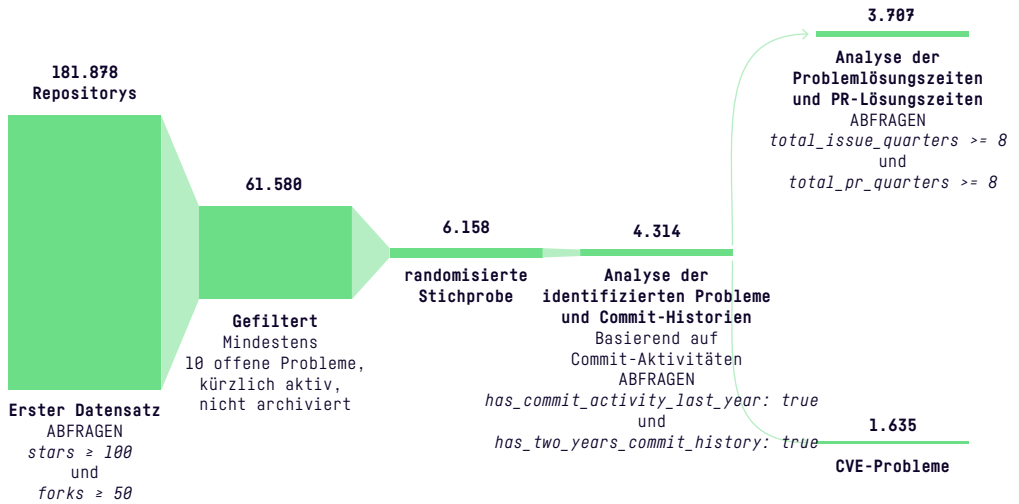 181.878
Repositorys
Erster Datensatz
ABFRAGEN
stars ≥ 100
und
forks ≥ 50
61.580
Gefiltert
Mindestens
10 offene Probleme,
kürzlich aktiv,
nicht archiviert
6.158
randomisierte
Stichprobe
4.314
Analyse der
identifizierten Probleme
und Commit-Historien
Basierend auf
Commit-Aktivitäten
ABFRAGEN
has_commit_activity_last_year: true
und
has_two_years_commit_history: true
3.707
Analyse der
Problemlösungszeiten
und PR-Lösungszeiten
ABFRAGEN
total_issue_quarters >= 8
und
total_pr_quarters >= 8
1.635
CVE-Probleme